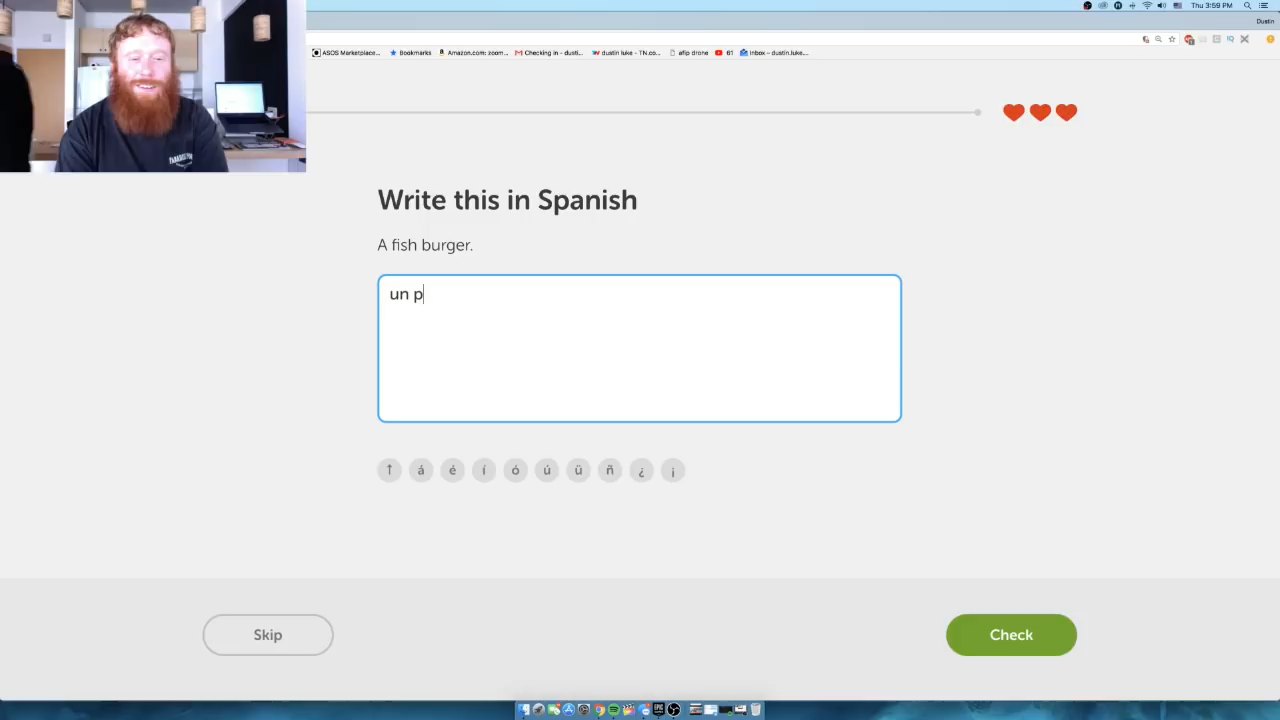 Thu 3:59 PM
Dustin
ASOS Marketplace...
Bookmarks
Amazon.com: zoom...
Checking in - dusti...
dustin luke - TN.co...
afip drone
61
Inbox – dustin.luke....
Write this in Spanish
A fish burger.
un p
↑ á é í ó ú ü ñ ¿ ¡
Skip
Check